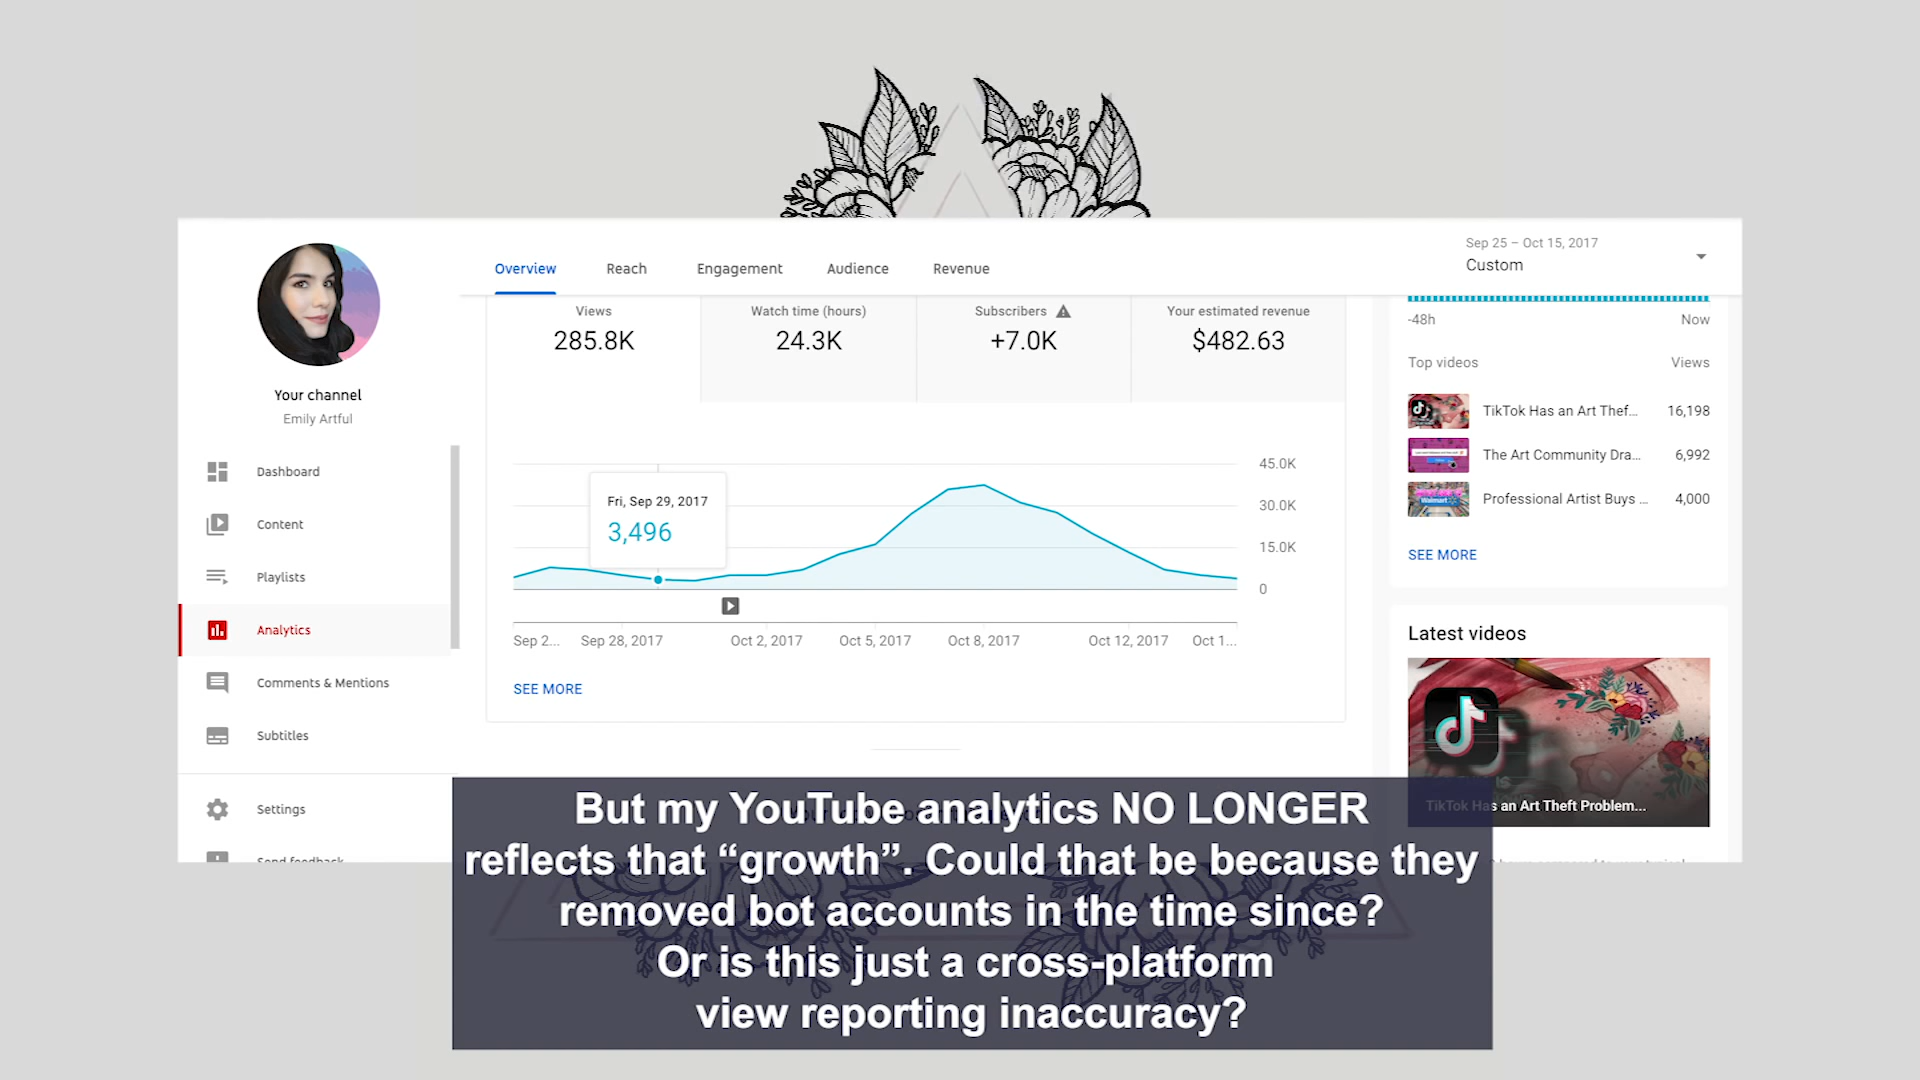 Overview
Reach
Engagement
Audience
Revenue
Sep 25 – Oct 15, 2017
Custom
Your channel
Emily Artful
Dashboard
Content
Playlists
Analytics
Comments & Mentions
Subtitles
Settings
Send feedback
Views
285.8K
Watch time (hours)
24.3K
Subscribers
+7.0K
Your estimated revenue
$482.63
Fri, Sep 29, 2017
3,496
45.0K
30.0K
15.0K
0
Sep 2...
Sep 28, 2017
Oct 2, 2017
Oct 5, 2017
Oct 8, 2017
Oct 12, 2017
Oct 1...
SEE MORE
-48h
Now
Top videos
Views
TikTok Has an Art Thef...
16,198
The Art Community Dra...
6,992
Professional Artist Buys ...
4,000
SEE MORE
Latest videos
TikTok Has an Art Theft Problem...
But my YouTube analytics NO LONGER
reflects that “growth”. Could that be because they
removed bot accounts in the time since?
Or is this just a cross-platform
view reporting inaccuracy?